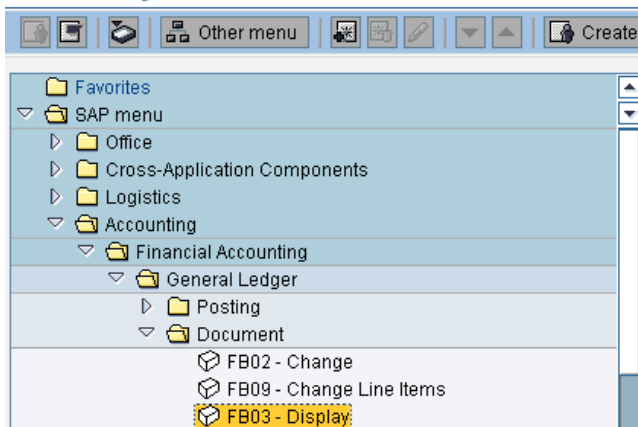 Other menu Create
Favorites
SAP menu
Office
Cross-Application Components
Logistics
Accounting
Financial Accounting
General Ledger
Posting
Document
FB02 - Change
FB09 - Change Line Items
FB03 - Display